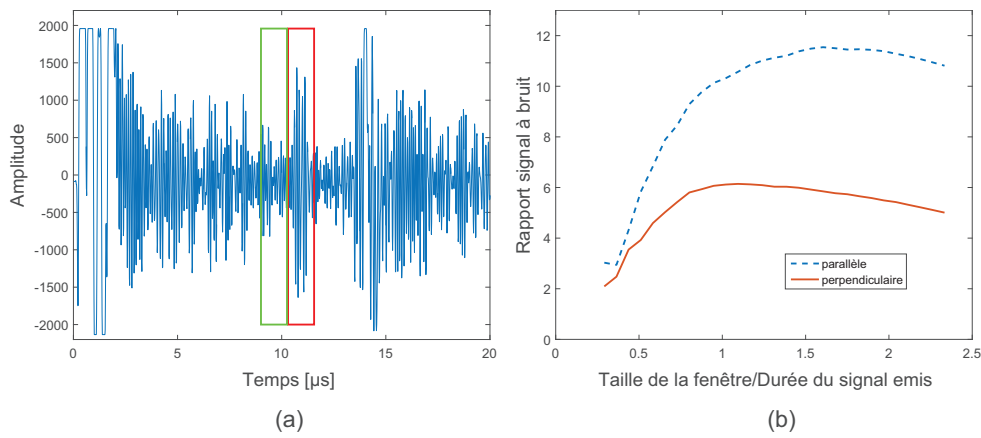 2000
1500
1000
500
0
-500
-1000
-1500
-2000
Amplitude
0 5 10 15 20
Temps [µs]
(a)
12
10
8
6
4
2
0
Rapport signal à bruit
parallèle
perpendiculaire
0 0.5 1 1.5 2 2.5
Taille de la fenêtre/Durée du signal emis
(b)